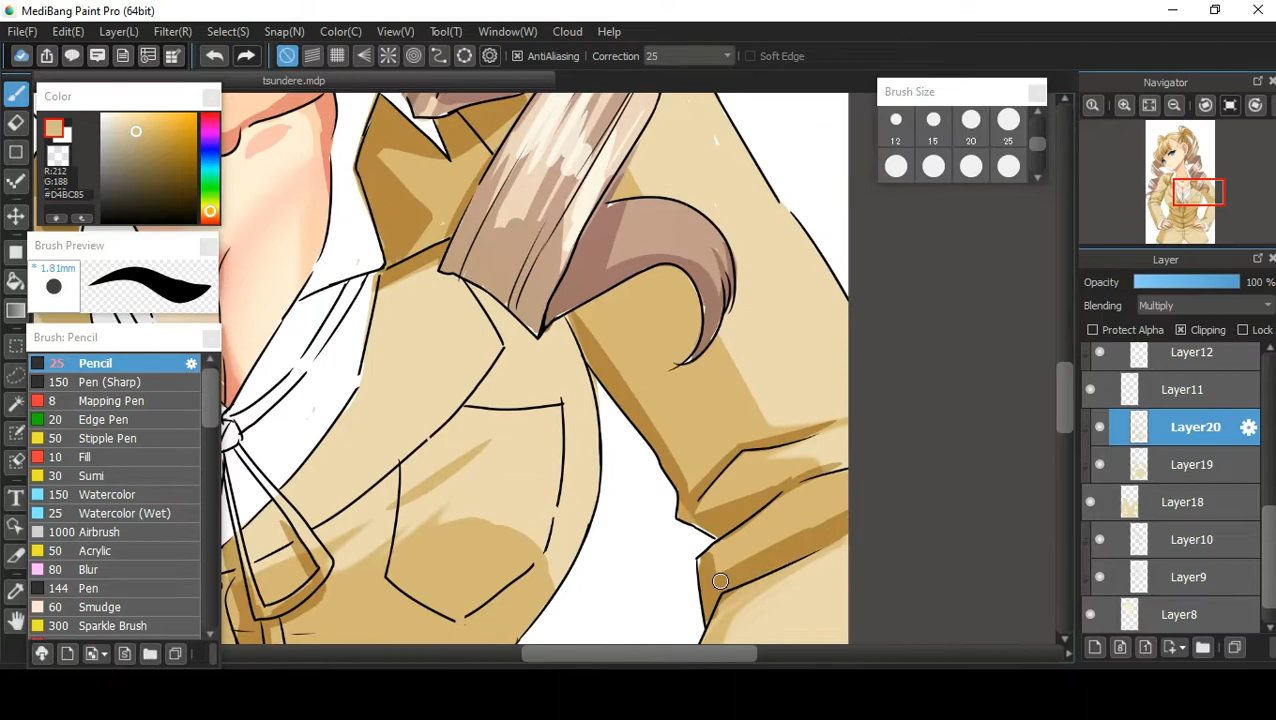 MediBang Paint Pro (64bit)
File(F) Edit(E) Layer(L) Filter(R) Select(S) Snap(N) Color(C) View(V) Tool(T) Window(W) Cloud Help
AntiAliasing Correction 25 Soft Edge
tsundere.mdp
Color
R:212
G:188
#D4BC85
Brush Preview
* 1.81mm
Brush: Pencil
25 Pencil
150 Pen (Sharp)
8 Mapping Pen
20 Edge Pen
50 Stipple Pen
10 Fill
30 Sumi
150 Watercolor
25 Watercolor (Wet)
1000 Airbrush
50 Acrylic
80 Blur
144 Pen
60 Smudge
300 Sparkle Brush
Brush Size
12 15 20 25
Navigator
Layer
Opacity 100 %
Blending Multiply
Protect Alpha Clipping Lock
Layer12
Layer11
Layer20
Layer19
Layer18
Layer10
Layer9
Layer8